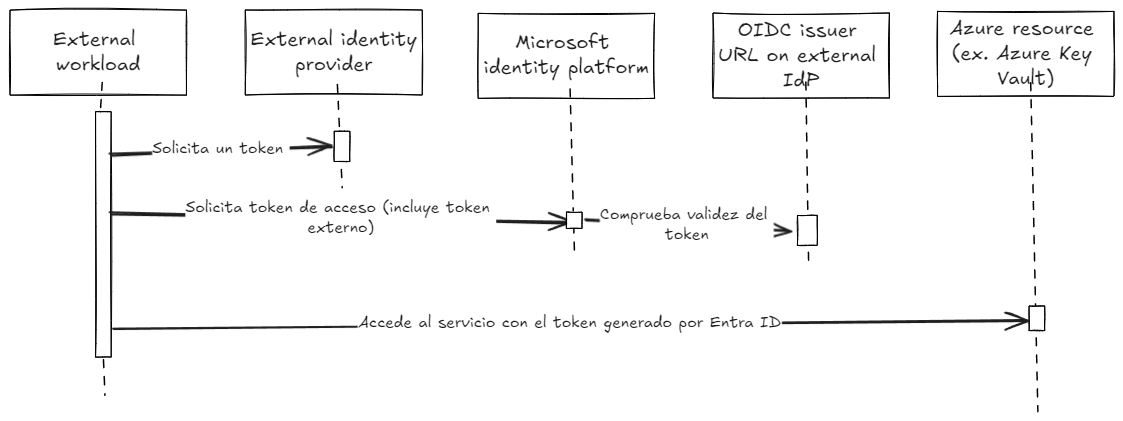 External
workload
External identity
provider
Microsoft
identity platform
OIDC issuer
URL on external
IdP
Azure resource
(ex. Azure Key
Vault)
Solicita un token
Solicita token de acceso (incluye token
externo)
Comprueba validez del
token
Accede al servicio con el token generado por Entra ID